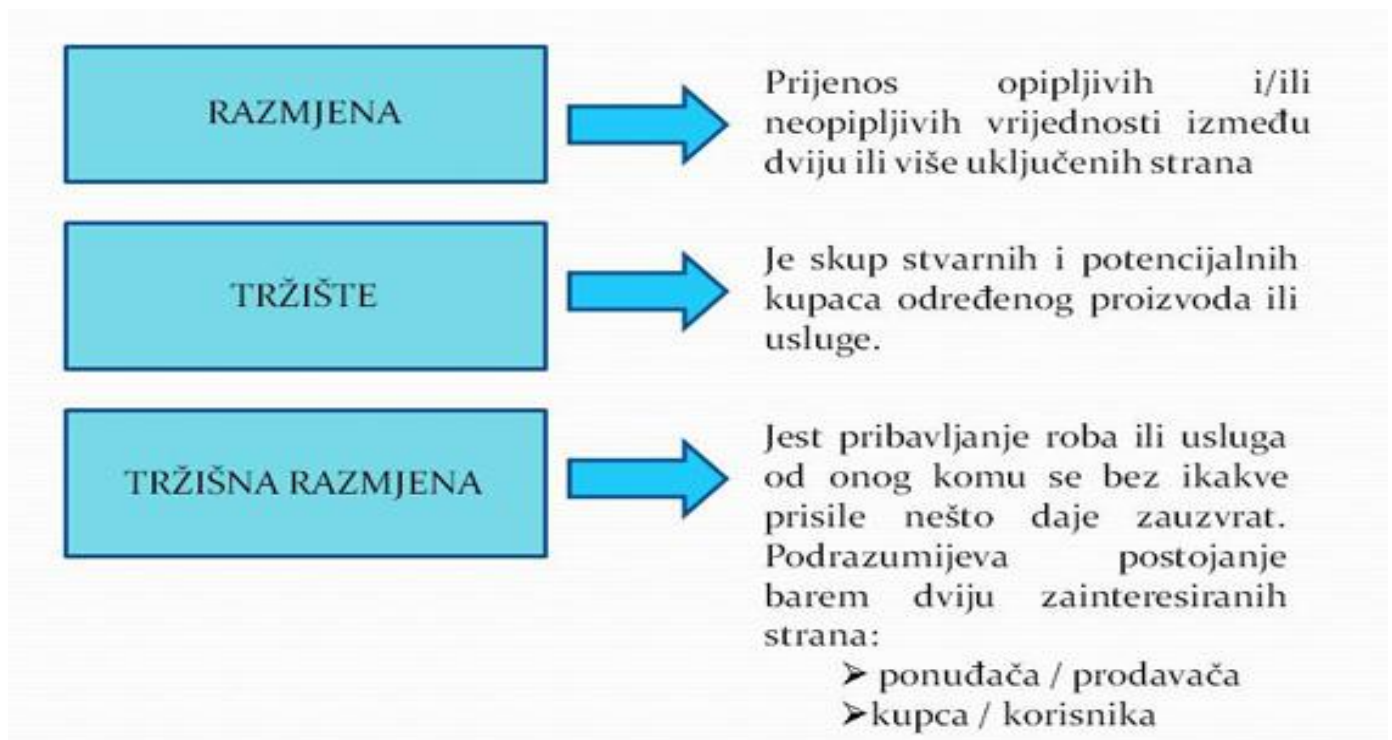 RAZMJENA
Prijenos opipljivih i/ili
neopipljivih vrijednosti između
dviju ili više uključenih strana
TRŽIŠTE
Je skup stvarnih i potencijalnih
kupaca određenog proizvoda ili
usluge.
TRŽIŠNA RAZMJENA
Jest pribavljanje roba ili usluga
od onog komu se bez ikakve
prisile nešto daje zauzvrat.
Podrazumijeva postojanje
barem dviju zainteresiranih
strana:
➢ ponuđača / prodavača
➢kupca / korisnika